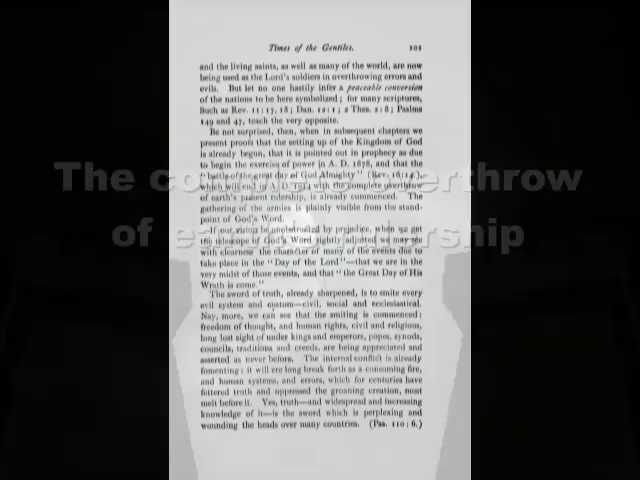 Times of the Gentiles. 101
and the living saints, as well as many of the world, are now
being used as the Lord's soldiers in overthrowing errors and
evils. But let no one hastily infer a peaceable conversion
of the nations to be here symbolized; for many scriptures,
such as Rev. 11:17, 18; Dan. 12:1; 2 Thes. 2:8; Psalms
149 and 47, teach the very opposite.
Be not surprised, then, when in subsequent chapters we
present proofs that the setting up of the Kingdom of God
is already begun, that it is pointed out in prophecy as due
to begin the exercise of power in A. D. 1878, and that the
"battle of the great day of God Almighty" (Rev. 16:14.),
which will end in A. D. 1914 with the complete overthrow
of earth's present rulership, is already commenced. The
gathering of the armies is plainly visible from the stand-
point of God's Word.
If our vision be unobstructed by prejudice, when we get
the telescope of God's Word rightly adjusted we may see
with clearness the character of many of the events due to
take place in the "Day of the Lord"—that we are in the
very midst of those events, and that "the Great Day of His
Wrath is come."
The sword of truth, already sharpened, is to smite every
evil system and custom—civil, social and ecclesiastical.
Nay, more, we can see that the smiting is commenced:
freedom of thought, and human rights, civil and religious,
long lost sight of under kings and emperors, popes, synods,
councils, traditions and creeds, are being appreciated and
asserted as never before. The internal conflict is already
fomenting: it will ere long break forth as a consuming fire,
and human systems, and errors, which for centuries have
fettered truth and oppressed the groaning creation, must
melt before it. Yes, truth—and widespread and increasing
knowledge of it—is the sword which is perplexing and
wounding the heads over many countries. (Psa. 110:6.)
The complete overthrow
of earth's rulership